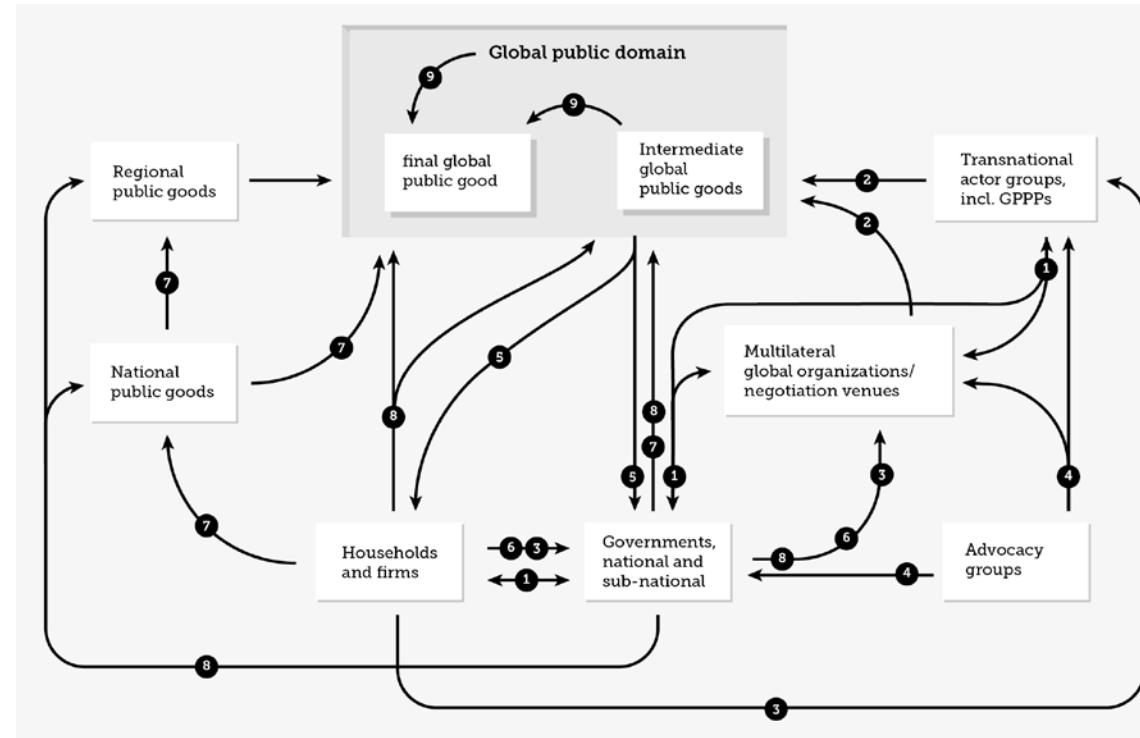 Global public domain
9
9
final global
public good
Intermediate
global
public goods
Regional
public goods
Transnational
actor groups,
incl. GPPPs
2
2
1
7
7
National
public goods
5
Multilateral
global organizations/
negotiation venues
8
8
7
5
1
3
4
7
6
Households
and firms
6 3
1
Governments,
national and
sub-national
8
4
Advocacy
groups
8
3